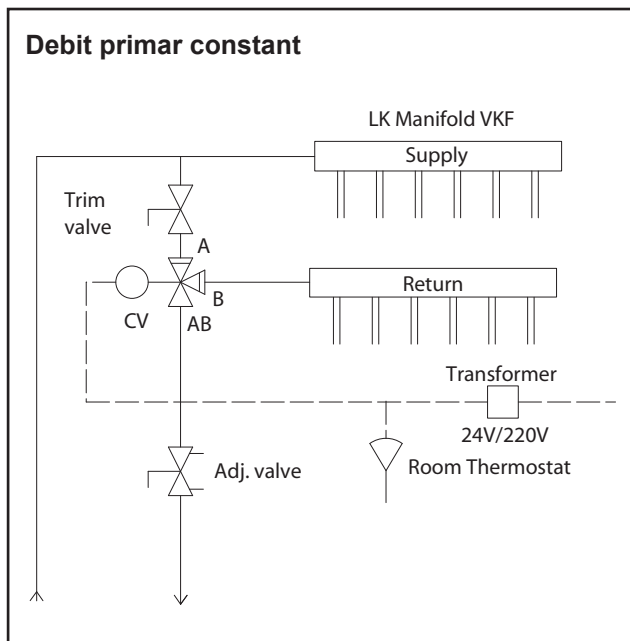 Debit primar constant
LK Manifold VKF
Supply
Trim
valve
A
B
CV
AB
Return
Transformer
24V/220V
Adj. valve
Room Thermostat